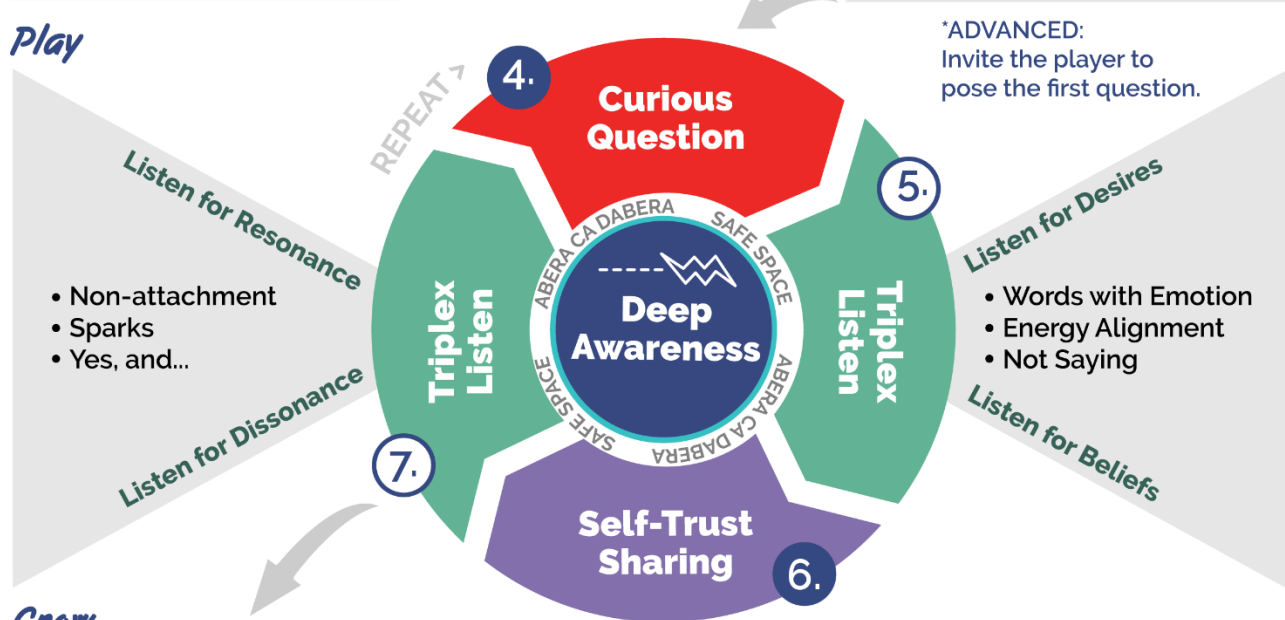 Play
*ADVANCED:
Invite the player to
pose the first question.
REPEAT >
4.
Curious
Question
5.
Listen for Resonance
• Non-attachment
• Sparks
• Yes, and...
Listen for Dissonance
Triplex
Listen
ABERA CA DABERA
SAFE SPACE
Deep
Awareness
SAFE SPACE
ABERA CA DABERA
Triplex
Listen
Listen for Desires
• Words with Emotion
• Energy Alignment
• Not Saying
Listen for Beliefs
7.
Self-Trust
Sharing
6.